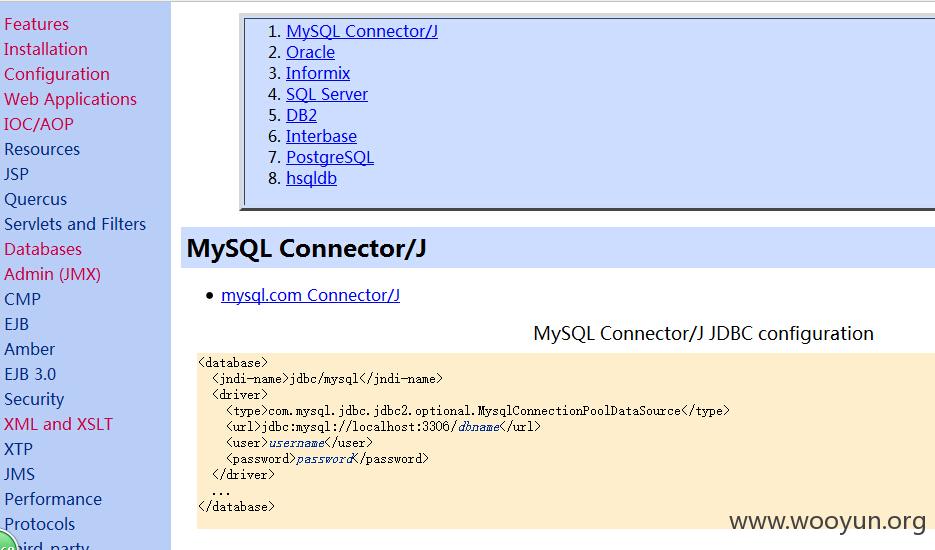 Features
Installation
Configuration
Web Applications
IOC/AOP
Resources
JSP
Quercus
Servlets and Filters
Databases
Admin (JMX)
CMP
EJB
Amber
EJB 3.0
Security
XML and XSLT
XTP
JMS
Performance
Protocols
hird-party
1. MySQL Connector/J
2. Oracle
3. Informix
4. SQL Server
5. DB2
6. Interbase
7. PostgreSQL
8. hsqldb
MySQL Connector/J
• mysql.com Connector/J
MySQL Connector/J JDBC configuration
<database>
<jndi-name>jdbc/mysql</jndi-name>
<driver>
<type>com.mysql.jdbc.jdbc2.optional.MysqlConnectionPoolDataSource</type>
<url>jdbc:mysql://localhost:3306/dbname</url>
<user>username</user>
<password>password</password>
</driver>
...
</database>
www.wooyun.org